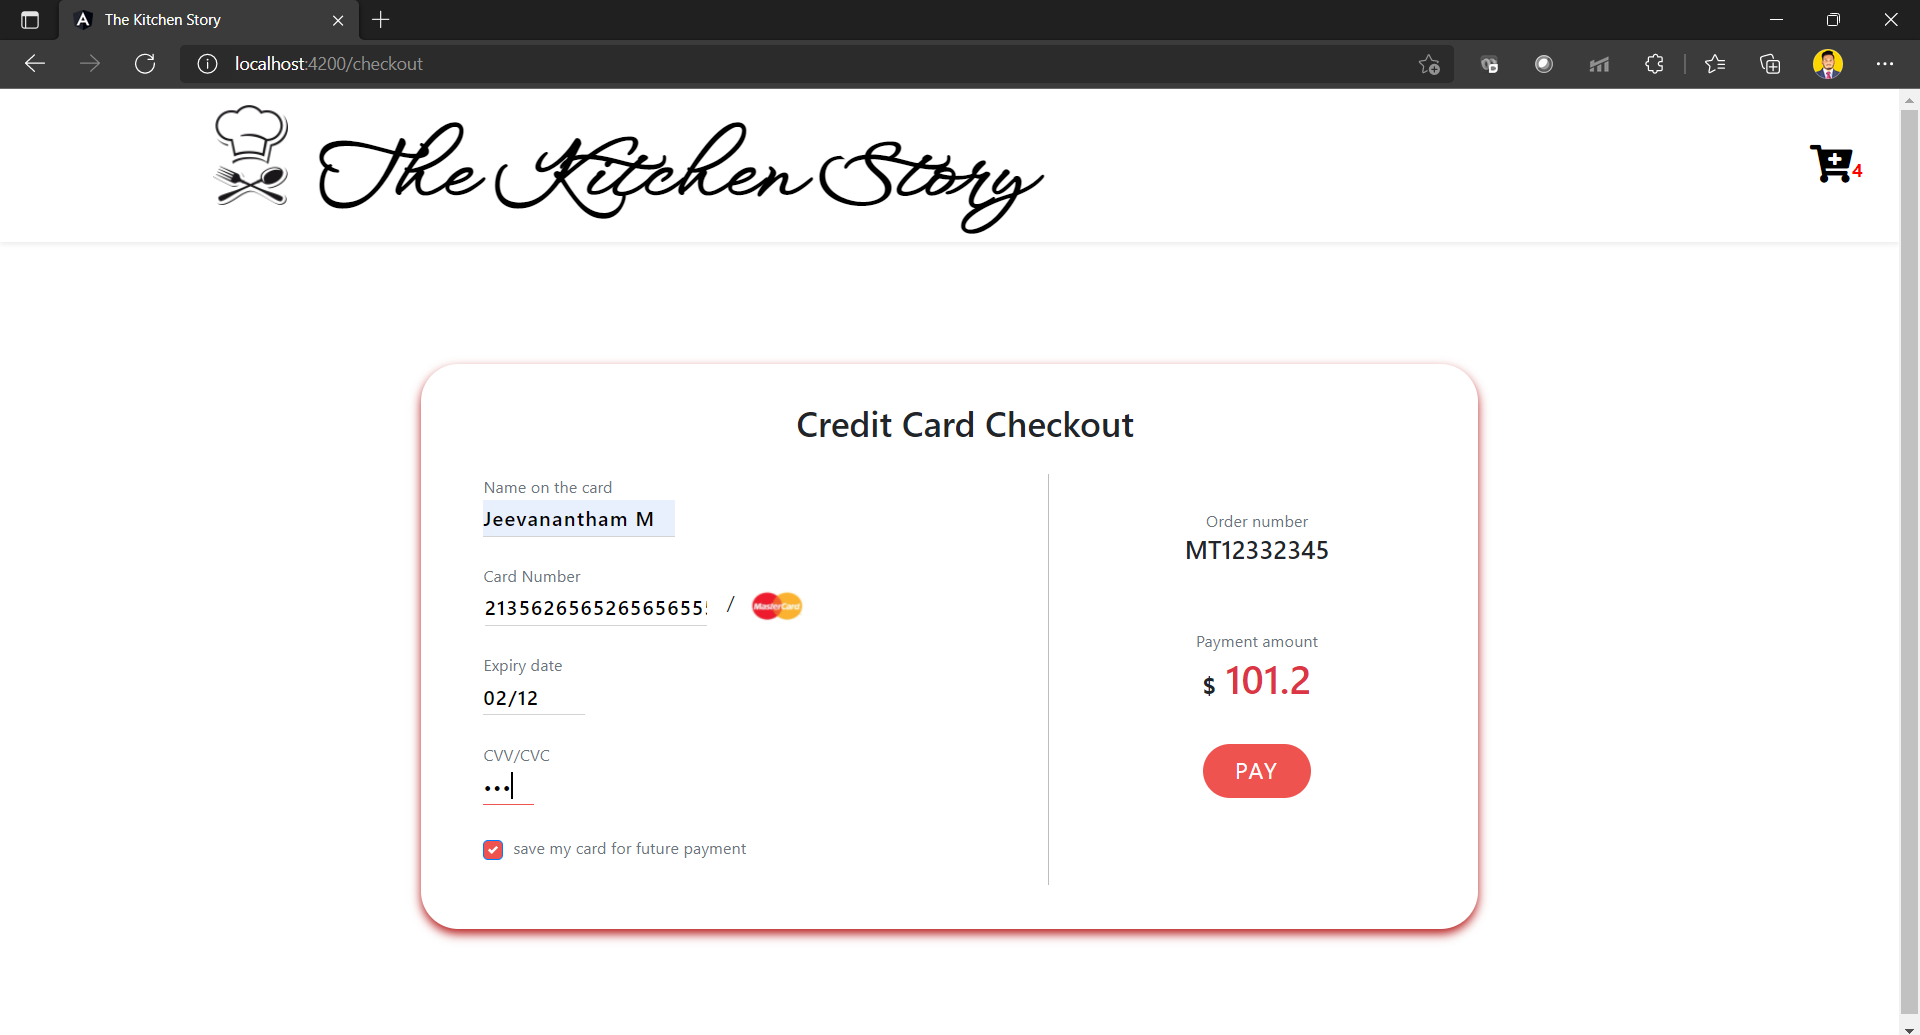 The Kitchen Story
localhost:4200/checkout
The Kitchen Story
4
Credit Card Checkout
Name on the card
Jeevanantham M
Card Number
21356265652656565555 / MasterCard
Expiry date
02/12
CVV/CVC
•••
save my card for future payment
Order number
MT12332345
Payment amount
$ 101.2
PAY